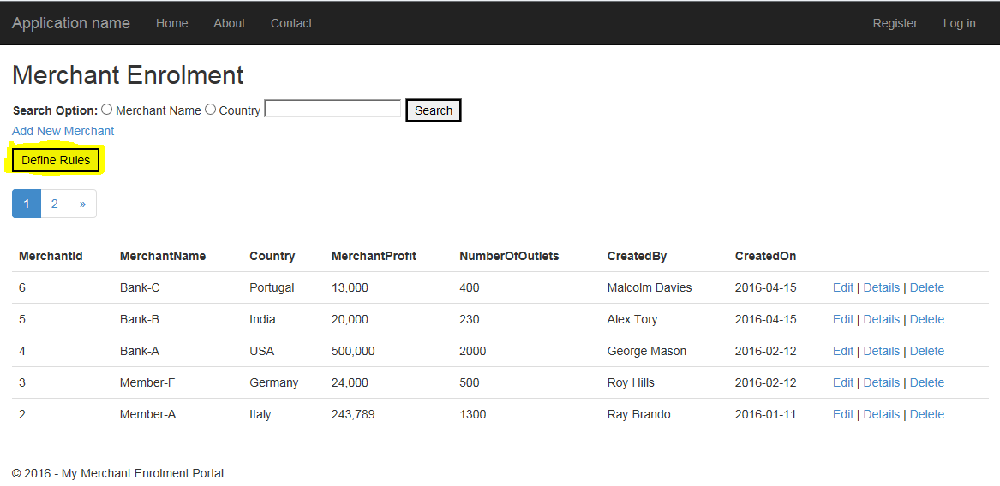 Application name Home About Contact Register Log in
Merchant Enrolment
Search Option: Merchant Name Country Search
Add New Merchant
Define Rules
1 2 »
MerchantId MerchantName Country MerchantProfit NumberOfOutlets CreatedBy CreatedOn
6 Bank-C Portugal 13,000 400 Malcolm Davies 2016-04-15 Edit | Details | Delete
5 Bank-B India 20,000 230 Alex Tory 2016-04-15 Edit | Details | Delete
4 Bank-A USA 500,000 2000 George Mason 2016-02-12 Edit | Details | Delete
3 Member-F Germany 24,000 500 Roy Hills 2016-02-12 Edit | Details | Delete
2 Member-A Italy 243,789 1300 Ray Brando 2016-01-11 Edit | Details | Delete
© 2016 - My Merchant Enrolment Portal